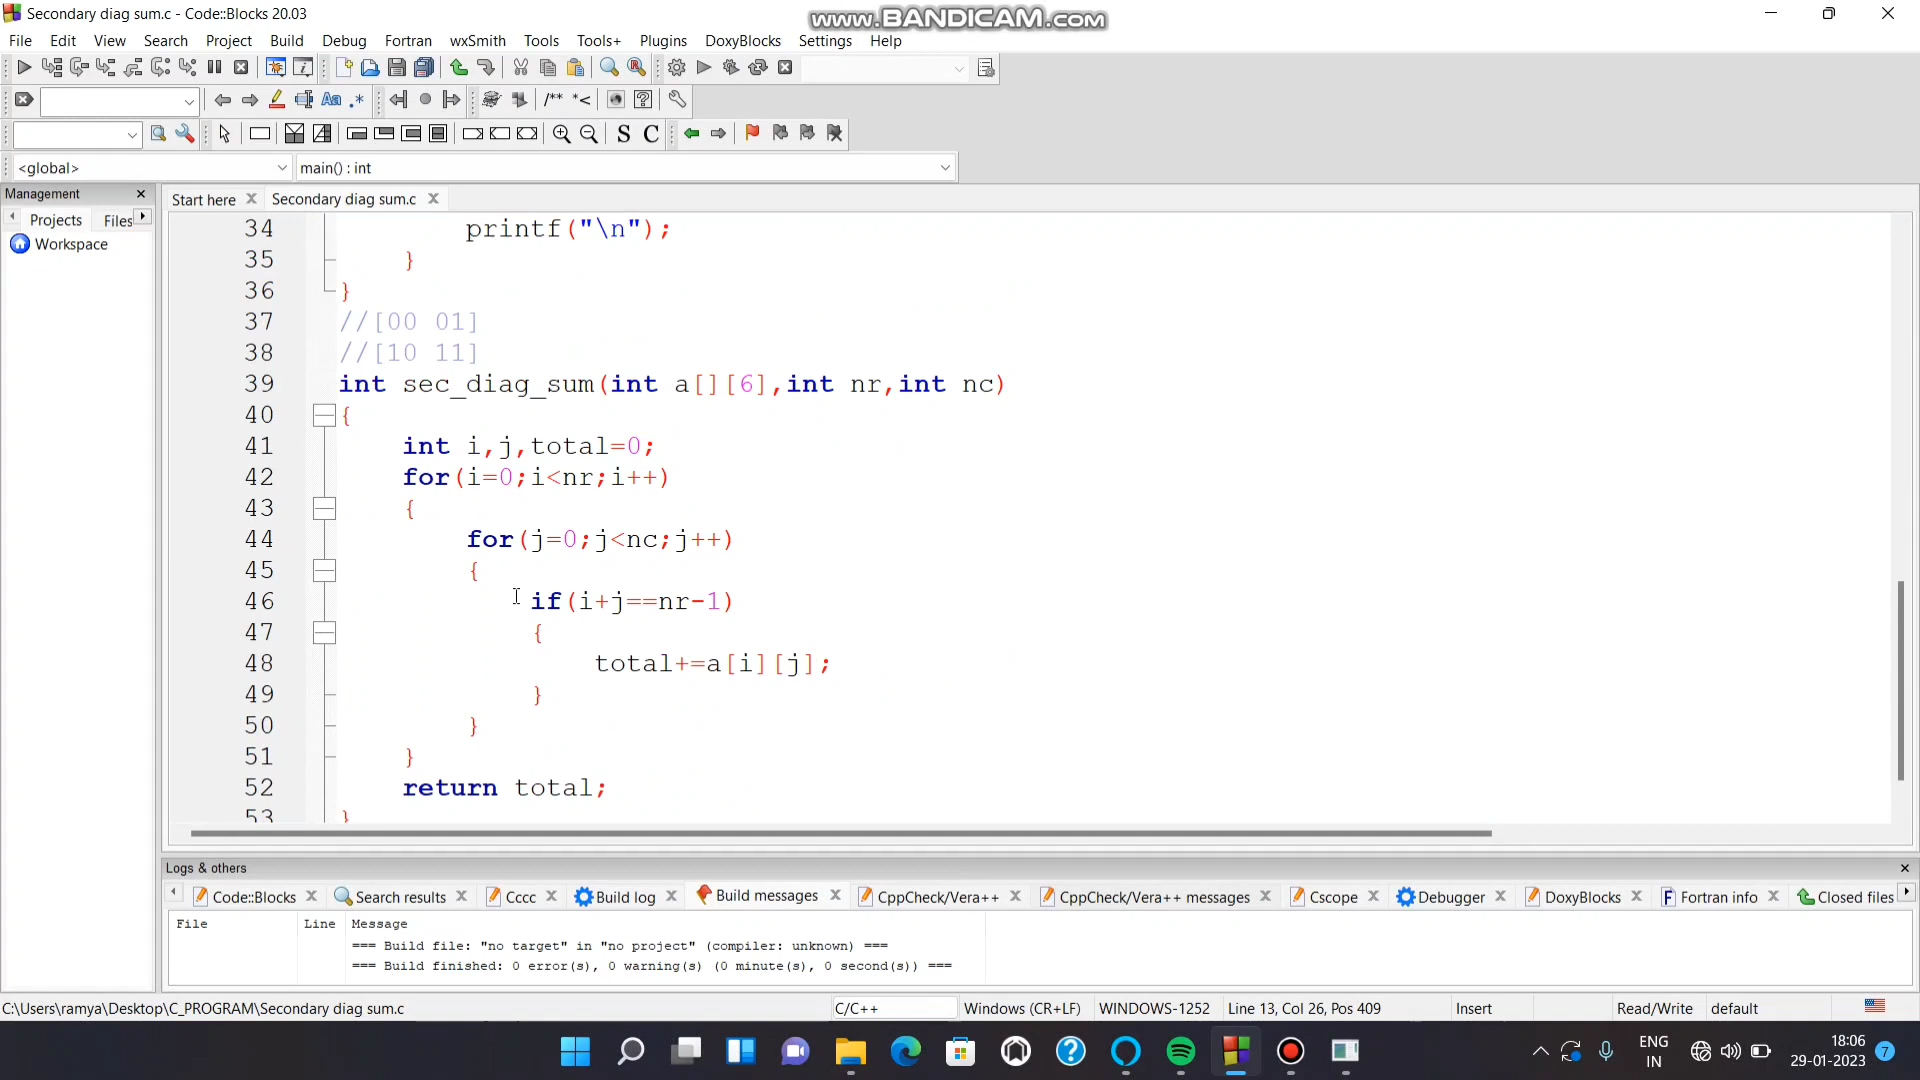 Secondary diag sum.c - Code::Blocks 20.03
www.BANDICAM.com
File Edit View Search Project Build Debug Fortran wxSmith Tools Tools+ Plugins DoxyBlocks Settings Help
<global> main() : int
Management
Projects Files
Workspace
Start here Secondary diag sum.c
34 printf("\n");
35 }
36 }
37 //[00 01]
38 //[10 11]
39 int sec_diag_sum(int a[][6],int nr,int nc)
40 {
41 int i,j,total=0;
42 for(i=0;i<nr;i++)
43 {
44 for(j=0;j<nc;j++)
45 {
46 if(i+j==nr-1)
47 {
48 total+=a[i][j];
49 }
50 }
51 }
52 return total;
53 }
Logs & others
Code::Blocks Search results Cccc Build log Build messages CppCheck/Vera++ CppCheck/Vera++ messages Cscope Debugger DoxyBlocks Fortran info Closed files
File Line Message
=== Build file: "no target" in "no project" (compiler: unknown) ===
=== Build finished: 0 error(s), 0 warning(s) (0 minute(s), 0 second(s)) ===
C:\Users\ramya\Desktop\C_PROGRAM\Secondary diag sum.c C/C++ Windows (CR+LF) WINDOWS-1252 Line 13, Col 26, Pos 409 Insert Read/Write default
ENG
IN
18:06
29-01-2023
7